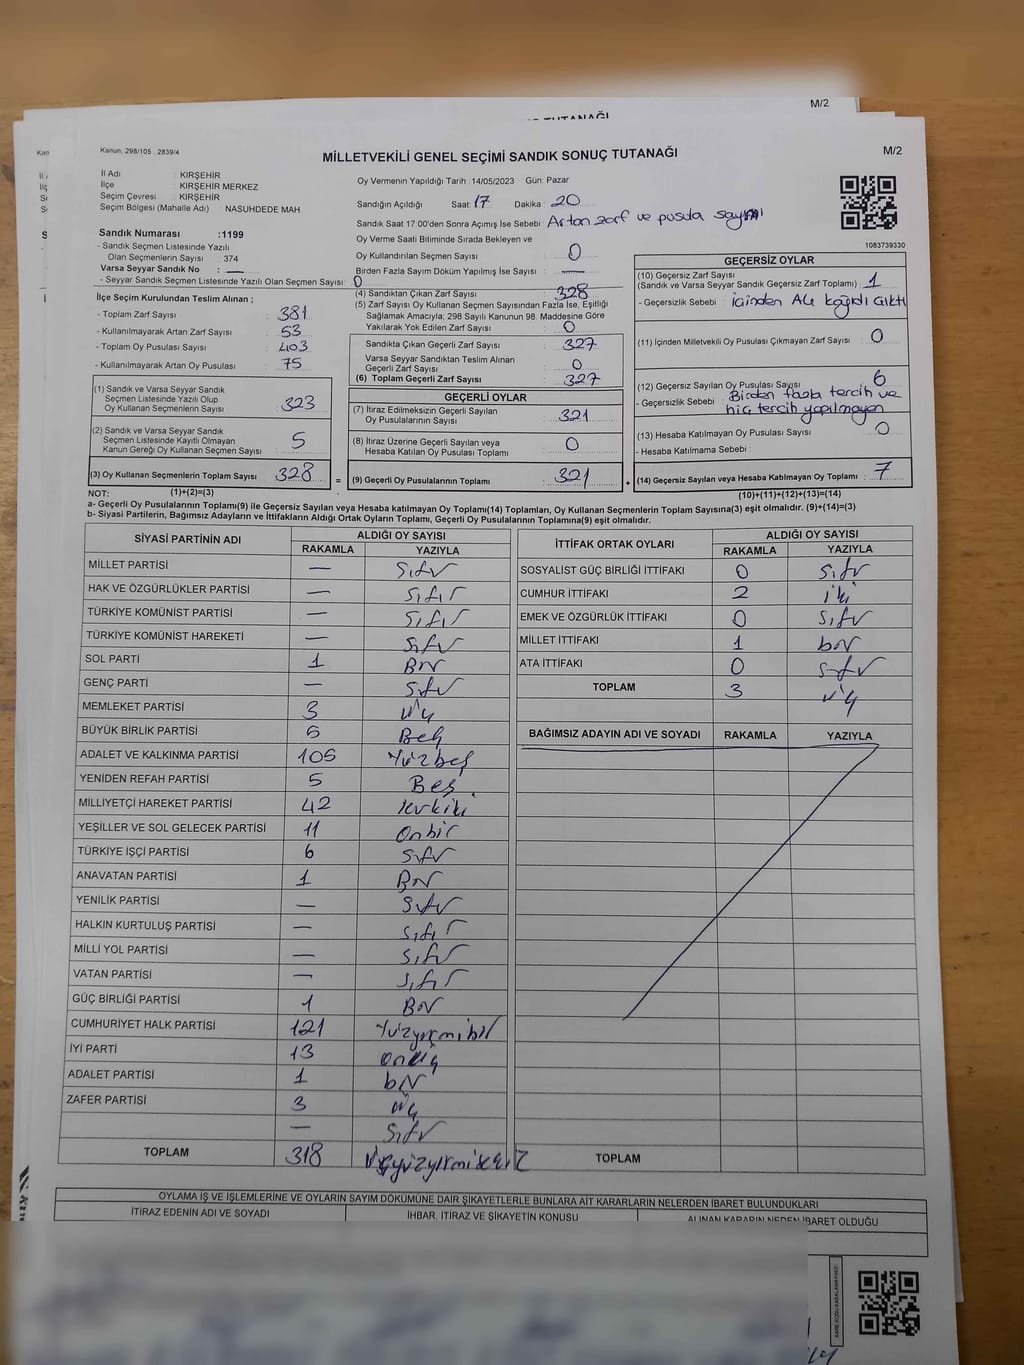 M/2
TUTANAĞI
Kanun: 298/105 , 2839/4
MİLLETVEKİLİ GENEL SEÇİMİ SANDIK SONUÇ TUTANAĞI
M/2
İl Adı : KIRŞEHİR
İlçe : KIRŞEHİR MERKEZ
Seçim Çevresi : KIRŞEHİR
Seçim Bölgesi (Mahalle Adı) : NASUHDEDE MAH
Oy Vermenin Yapıldığı Tarih : 14/05/2023 Gün: Pazar
Sandığın Açıldığı Saat: 17 Dakika : 20
Sandık Saat 17:00'den Sonra Açımış İse Sebebi : Artan zarf ve pusula sayımı
1083739330
Sandık Numarası :1199
- Sandık Seçmen Listesinde Yazılı
Olan Seçmenlerin Sayısı : 374
Varsa Seyyar Sandık No : —
- Seyyar Sandık Seçmen Listesinde Yazılı Olan Seçmen Sayısı: 0
Oy Verme Saati Bitiminde Sırada Bekleyen ve
Oy Kullandırılan Seçmen Sayısı : 0
Birden Fazla Sayım Döküm Yapılmış İse Sayısı : —
İlçe Seçim Kurulundan Teslim Alınan ;
- Toplam Zarf Sayısı : 381
- Kullanılmayarak Artan Zarf Sayısı : 53
- Toplam Oy Pusulası Sayısı : 403
- Kullanılmayarak Artan Oy Pusulası : 75
(4) Sandıktan Çıkan Zarf Sayısı : 328
(5) Zarf Sayısı Oy Kullanan Seçmen Sayısından Fazla İse, Eşitliği
Sağlamak Amacıyla; 298 Sayılı Kanunun 98. Maddesine Göre
Yakılarak Yok Edilen Zarf Sayısı : 0
Sandıkta Çıkan Geçerli Zarf Sayısı : 327
Varsa Seyyar Sandıktan Teslim Alınan
Geçerli Zarf Sayısı : 0
(6) Toplam Geçerli Zarf Sayısı : 327
GEÇERSİZ OYLAR
(10) Geçersiz Zarf Sayısı
(Sandık ve Varsa Seyyar Sandık Geçersiz Zarf Toplamı) : 1
- Geçersizlik Sebebi : İçinden A4 kağıdı çıktı
(11) İçinden Milletvekili Oy Pusulası Çıkmayan Zarf Sayısı : 0
(12) Geçersiz Sayılan Oy Pusulası Sayısı : 6
- Geçersizlik Sebebi : Birden fazla tercih ve
hiç tercih yapılmayan
(13) Hesaba Katılmayan Oy Pusulası Sayısı : 0
- Hesaba Katılmama Sebebi :
(14) Geçersiz Sayılan veya Hesaba Katılmayan Oy Toplamı : 7
(1) Sandık ve Varsa Seyyar Sandık
Seçmen Listesinde Yazılı Olup
Oy Kullanan Seçmenlerin Sayısı : 323
(2) Sandık ve Varsa Seyyar Sandık
Seçmen Listesinde Kayıtlı Olmayan
Kanun Gereği Oy Kullanan Seçmen Sayısı : 5
(3) Oy Kullanan Seçmenlerin Toplam Sayısı : 328 =
GEÇERLİ OYLAR
(7) İtiraz Edilmeksizin Geçerli Sayılan
Oy Pusulalarının Sayısı : 321
(8) İtiraz Üzerine Geçerli Sayılan veya
Hesaba Katılan Oy Pusulası Toplamı : 0
(9) Geçerli Oy Pusulalarının Toplamı : 321 +
NOT: (1)+(2)=(3)
(10)+(11)+(12)+(13)=(14)
a- Geçerli Oy Pusulalarının Toplamı(9) ile Geçersiz Sayılan veya Hesaba katılmayan Oy Toplamı(14) Toplamları, Oy Kullanan Seçmenlerin Toplam Sayısına(3) eşit olmalıdır. (9)+(14)=(3)
b- Siyasi Partilerin, Bağımsız Adayların ve İttifakların Aldığı Ortak Oyların Toplamı, Geçerli Oy Pusulalarının Toplamına(9) eşit olmalıdır.
SİYASİ PARTİNİN ADI ALDIĞI OY SAYISI
RAKAMLA YAZIYLA
MİLLET PARTİSİ — Sıfır
HAK VE ÖZGÜRLÜKLER PARTİSİ — Sıfır
TÜRKİYE KOMÜNİST PARTİSİ — Sıfır
TÜRKİYE KOMÜNİST HAREKETİ — Sıfır
SOL PARTİ 1 Bir
GENÇ PARTİ — Sıfır
MEMLEKET PARTİSİ 3 üç
BÜYÜK BİRLİK PARTİSİ 5 Beş
ADALET VE KALKINMA PARTİSİ 105 Yüzbeş
YENİDEN REFAH PARTİSİ 5 Beş
MİLLİYETÇİ HAREKET PARTİSİ 42
YEŞİLLER VE SOL GELECEK PARTİSİ 11 Onbir
TÜRKİYE İŞÇİ PARTİSİ 6 Sıfır
ANAVATAN PARTİSİ 1 Bir
YENİLİK PARTİSİ — Sıfır
HALKIN KURTULUŞ PARTİSİ — Sıfır
MİLLİ YOL PARTİSİ — Sıfır
VATAN PARTİSİ — Sıfır
GÜÇ BİRLİĞİ PARTİSİ 1 Bir
CUMHURİYET HALK PARTİSİ 121 Yüzyirmibir
İYİ PARTİ 13 onüç
ADALET PARTİSİ 1 bir
ZAFER PARTİSİ 3 üç
— Sıfır
TOPLAM 318 üçyüzyirmisekiz
İTTİFAK ORTAK OYLARI ALDIĞI OY SAYISI
RAKAMLA YAZIYLA
SOSYALİST GÜÇ BİRLİĞİ İTTİFAKI 0 Sıfır
CUMHUR İTTİFAKI 2 iki
EMEK VE ÖZGÜRLÜK İTTİFAKI 0 Sıfır
MİLLET İTTİFAKI 1 bir
ATA İTTİFAKI 0 Sıfır
TOPLAM 3 üç
BAĞIMSIZ ADAYIN ADI VE SOYADI RAKAMLA YAZIYLA
TOPLAM
OYLAMA İŞ VE İŞLEMLERİNE VE OYLARIN SAYIM DÖKÜMÜNE DAİR ŞİKAYETLERLE BUNLARA AİT KARARLARIN NELERDEN İBARET BULUNDUKLARI
İTİRAZ EDENİN ADI VE SOYADI İHBAR, İTİRAZ VE ŞİKAYETİN KONUSU ALINAN KARARIN NEDEN İBARET OLDUĞU